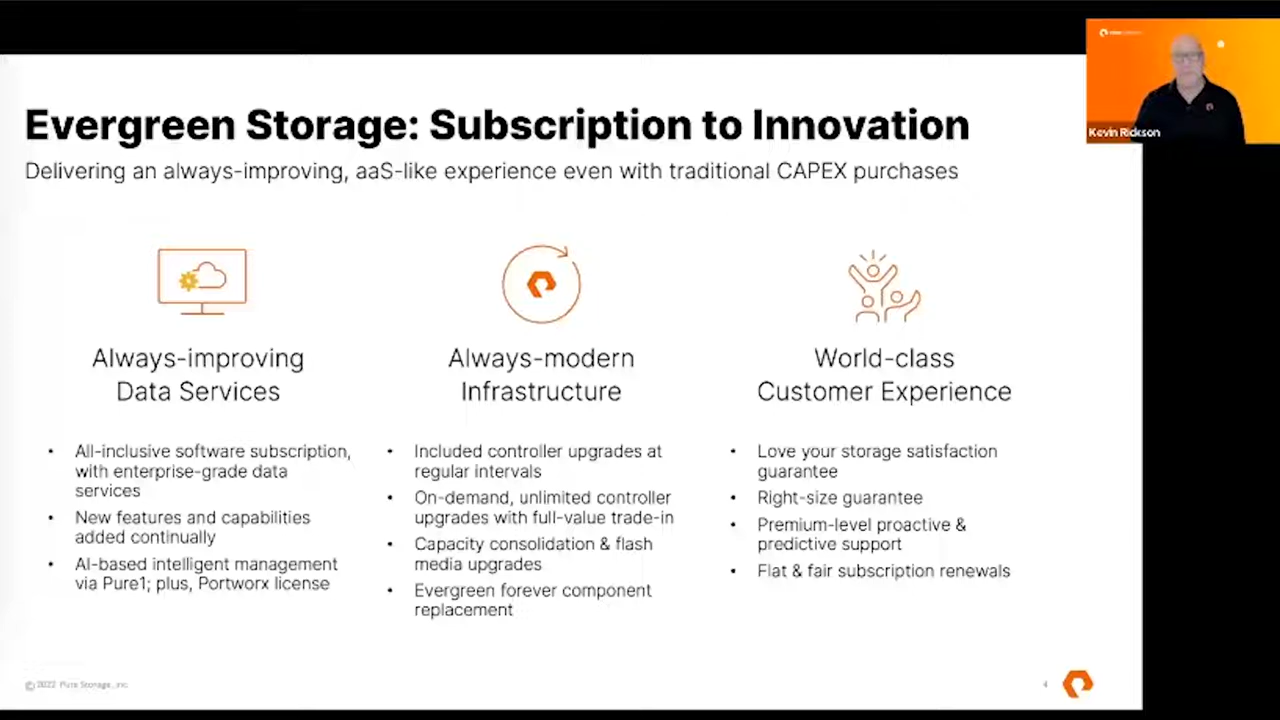 Evergreen Storage: Subscription to Innovation
Delivering an always-improving, aaS-like experience even with traditional CAPEX purchases
Kevin Rickson
Always-improving
Data Services
• All-inclusive software subscription,
with enterprise-grade data
services
• New features and capabilities
added continually
• AI-based intelligent management
via Pure1; plus, Portworx license
Always-modern
Infrastructure
• Included controller upgrades at
regular intervals
• On-demand, unlimited controller
upgrades with full-value trade-in
• Capacity consolidation & flash
media upgrades
• Evergreen forever component
replacement
World-class
Customer Experience
• Love your storage satisfaction
guarantee
• Right-size guarantee
• Premium-level proactive &
predictive support
• Flat & fair subscription renewals
© 2022 Pure Storage, Inc.
4